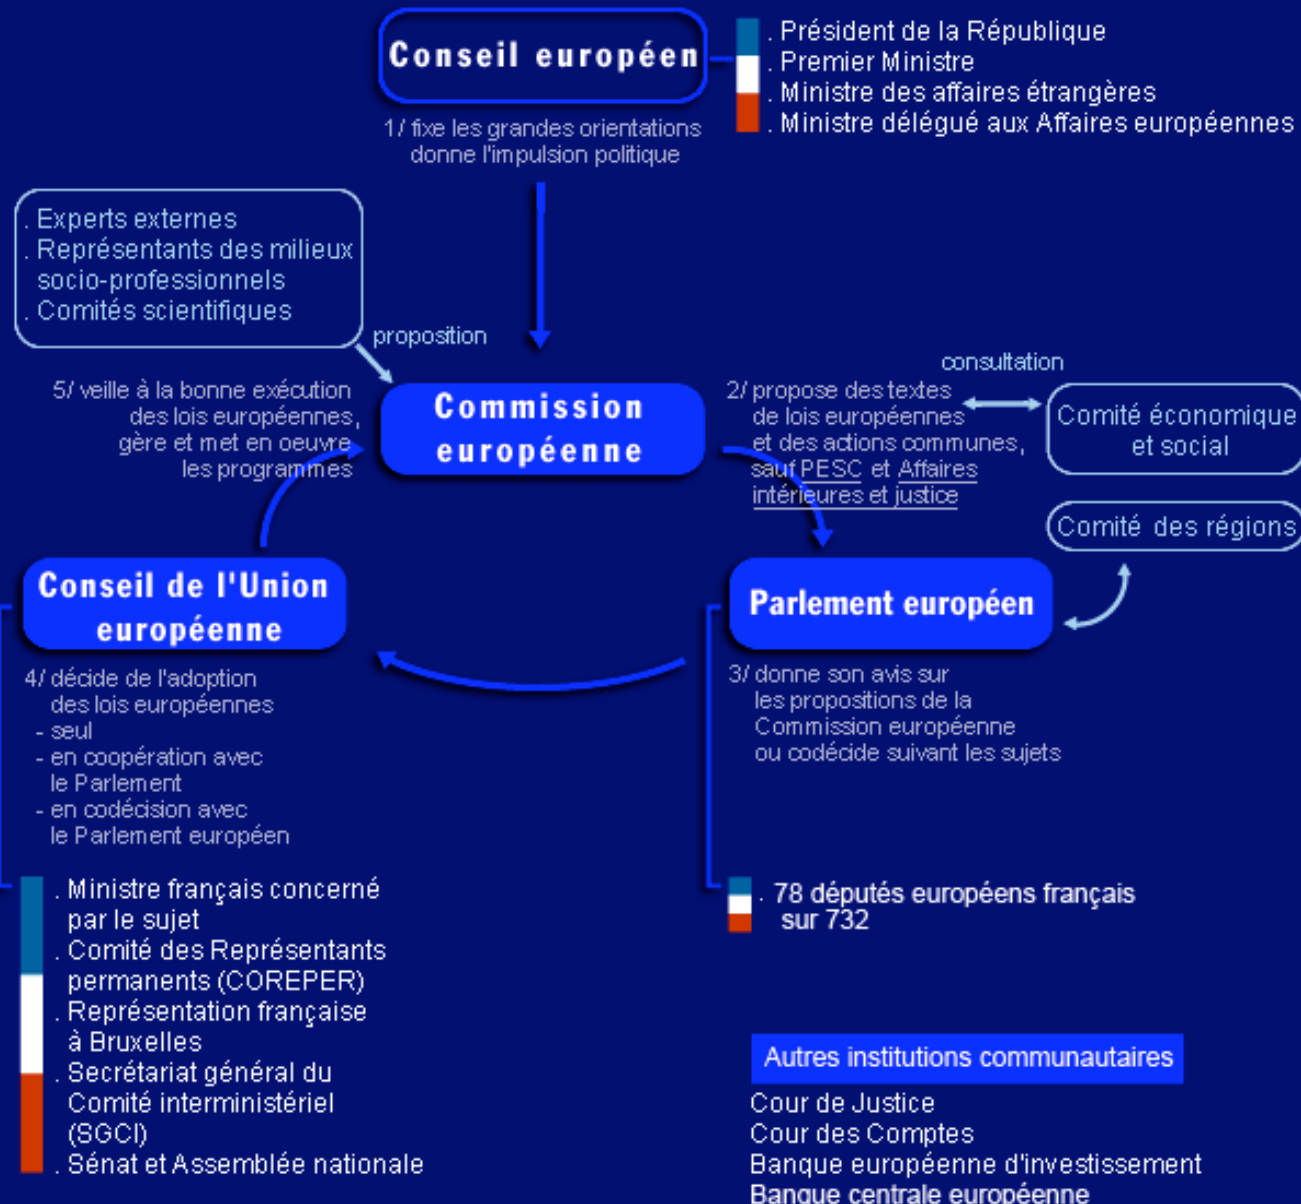 Conseil européen
. Président de la République
. Premier Ministre
. Ministre des affaires étrangères
. Ministre délégué aux Affaires européennes
1/ fixe les grandes orientations
donne l'impulsion politique
. Experts externes
. Représentants des milieux
socio-professionnels
. Comités scientifiques
proposition
5/ veille à la bonne exécution
des lois européennes,
gère et met en oeuvre
les programmes
Commission
européenne
2/ propose des textes
de lois européennes
et des actions communes,
sauf PESC et Affaires
intérieures et justice
consultation
Comité économique
et social
Comité des régions
Conseil de l'Union
européenne
Parlement européen
4/ décide de l'adoption
des lois européennes
- seul
- en coopération avec
le Parlement
- en codécision avec
le Parlement européen
3/ donne son avis sur
les propositions de la
Commission européenne
ou codécide suivant les sujets
. Ministre français concerné
par le sujet
. Comité des Représentants
permanents (COREPER)
. Représentation française
à Bruxelles
. Secrétariat général du
Comité interministériel
(SGCI)
. Sénat et Assemblée nationale
. 78 députés européens français
sur 732
Autres institutions communautaires
Cour de Justice
Cour des Comptes
Banque européenne d'investissement
Banque centrale européenne